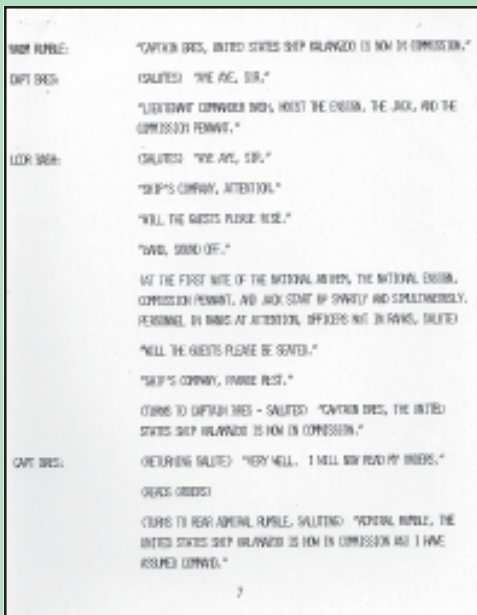 RADM RUMBLE: "CAPTAIN BRES, UNITED STATES SHIP KALAMAZOO IS NOW IN COMMISSION."
CAPT BRES: (SALUTES) "AYE AYE, SIR."
"LIEUTENANT COMMANDER BASH, HOIST THE ENSIGN, THE JACK, AND THE
COMMISSION PENNANT."
LCDR BASH: (SALUTES) "AYE AYE, SIR."
"SHIP'S COMPANY, ATTENTION."
"WILL THE GUESTS PLEASE RISE."
"BAND, SOUND OFF."
(AT THE FIRST NOTE OF THE NATIONAL ANTHEM, THE NATIONAL ENSIGN,
COMMISSION PENNANT, AND JACK START UP SMARTLY AND SIMULTANEOUSLY.
PERSONNEL IN RANKS AT ATTENTION, OFFICERS NOT IN RANKS, SALUTE)
"WILL THE GUESTS PLEASE BE SEATED."
"SHIP'S COMPANY, PARADE REST."
(TURNS TO CAPTAIN BRES - SALUTES) "CAPTAIN BRES, THE UNITED
STATES SHIP KALAMAZOO IS NOW IN COMMISSION."
CAPT BRES: (RETURNING SALUTE) "VERY WELL. I WILL NOW READ MY ORDERS."
(READS ORDERS)
(TURNS TO REAR ADMIRAL RUMBLE, SALUTING) "ADMIRAL RUMBLE, THE
UNITED STATES SHIP KALAMAZOO IS NOW IN COMMISSION AND I HAVE
ASSUMED COMMAND."
7